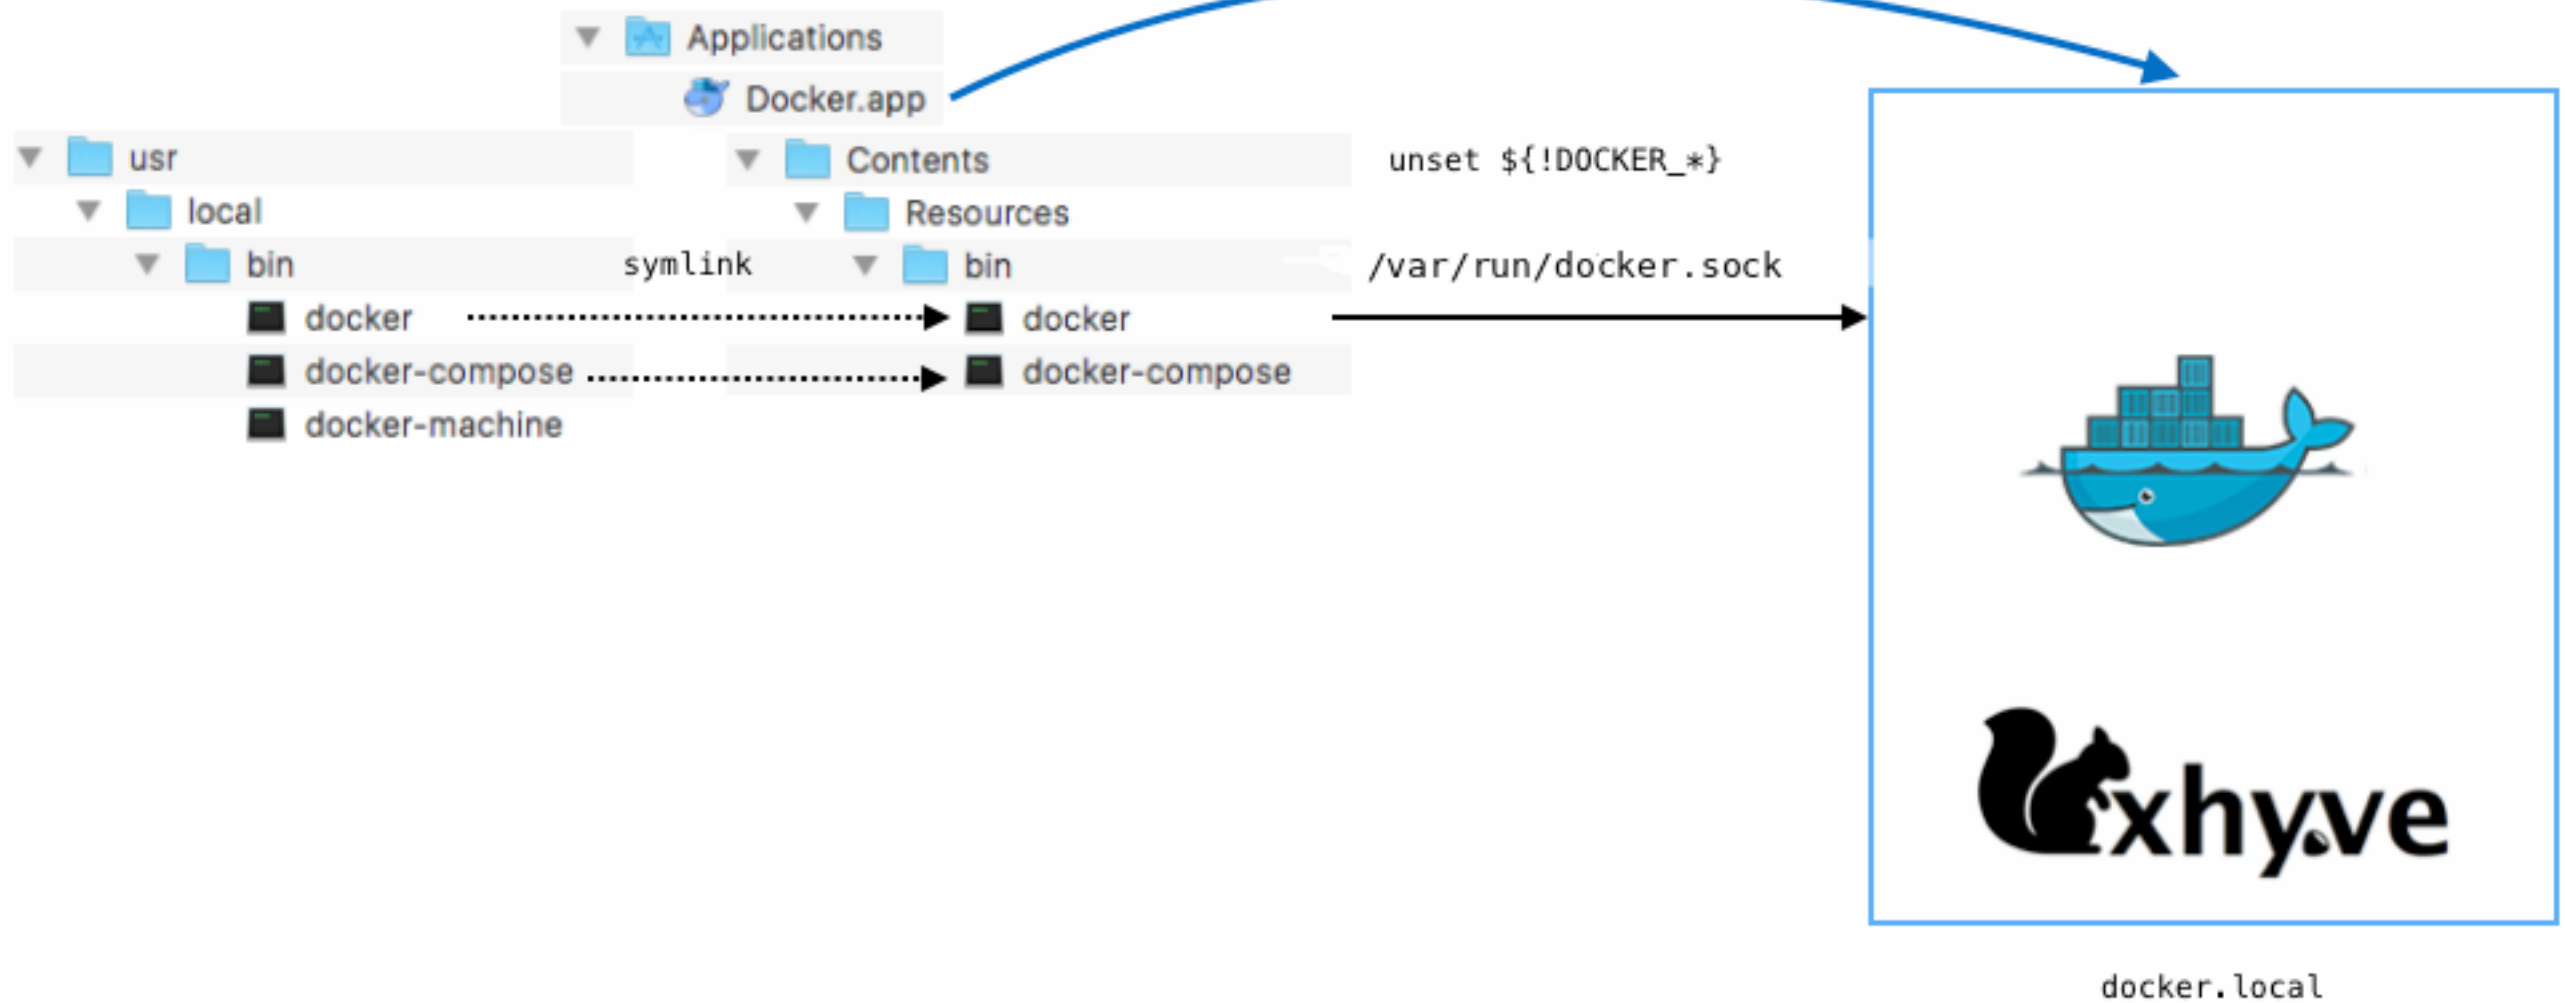 Applications
Docker.app
usr
local
bin
docker
docker-compose
docker-machine
symlink
Contents
Resources
bin
docker
docker-compose
unset ${!DOCKER_*}
/var/run/docker.sock
xhyve
docker.local